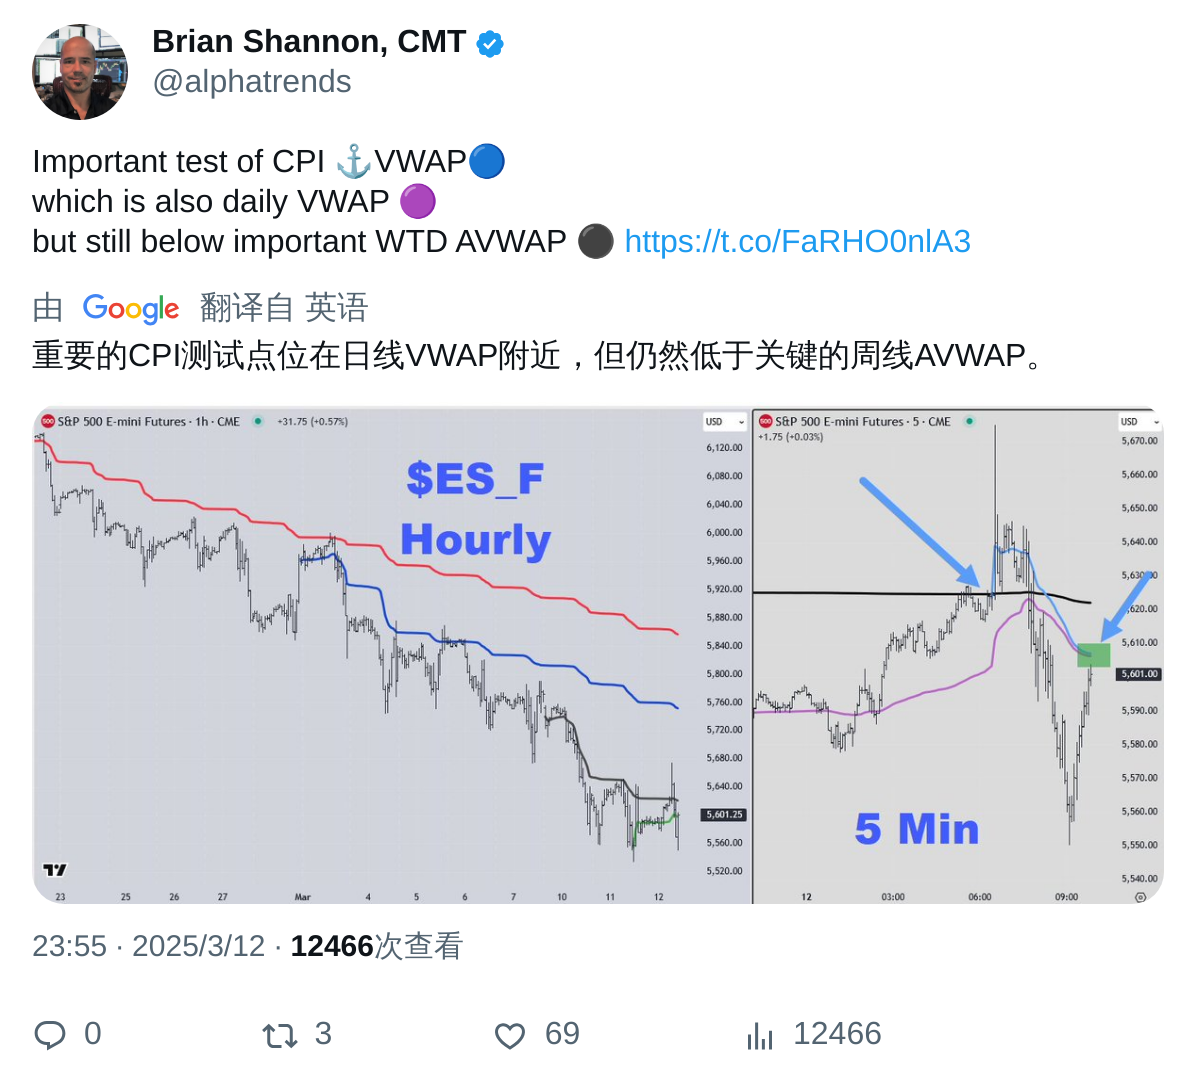 Brian Shannon, CMT
@alphatrends
Important test of CPI ⚓VWAP🔵
which is also daily VWAP 🟣
but still below important WTD AVWAP ⚫ https://t.co/FaRHO0nlA3
由 Google 翻译自 英语
重要的CPI测试点位在日线VWAP附近，但仍然低于关键的周线AVWAP。
500 S&P 500 E-mini Futures · 1h · CME +31.75 (+0.57%) USD
$ES_F
Hourly
6,120.00
6,080.00
6,040.00
6,000.00
5,960.00
5,920.00
5,880.00
5,840.00
5,800.00
5,760.00
5,720.00
5,680.00
5,640.00
5,601.25
5,560.00
5,520.00
23 25 26 27 Mar 4 5 6 7 10 11 12
500 S&P 500 E-mini Futures · 5 · CME USD
+1.75 (+0.03%)
5,670.00
5,660.00
5,650.00
5,640.00
5,630.00
5,620.00
5,610.00
5,601.00
5,590.00
5,580.00
5,570.00
5,560.00
5,550.00
5,540.00
5 Min
12 03:00 06:00 09:00
23:55 · 2025/3/12 · 12466次查看
0 3 69 12466